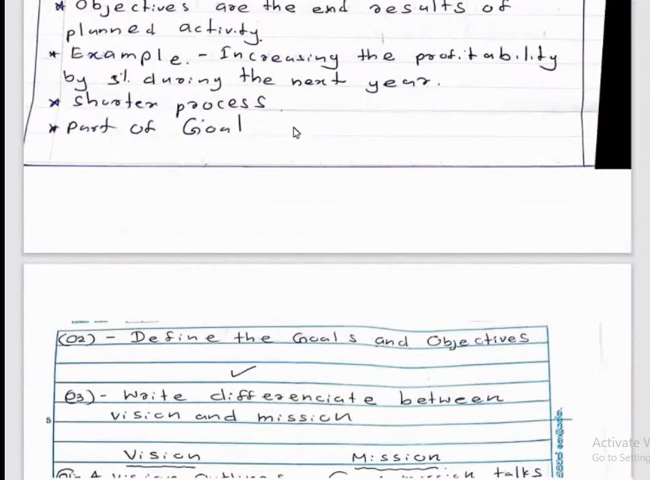 * Objectives are the end results of
planned activity.
* Example. - Increasing the profitability
by 5% during the next year.
* Shorter process
* Part of Goal
(02) - Define the Goals and Objectives
✓
03) - Write differenciate between
vision and mission
5
Vision Mission
talks
Activate W
Go to Setting